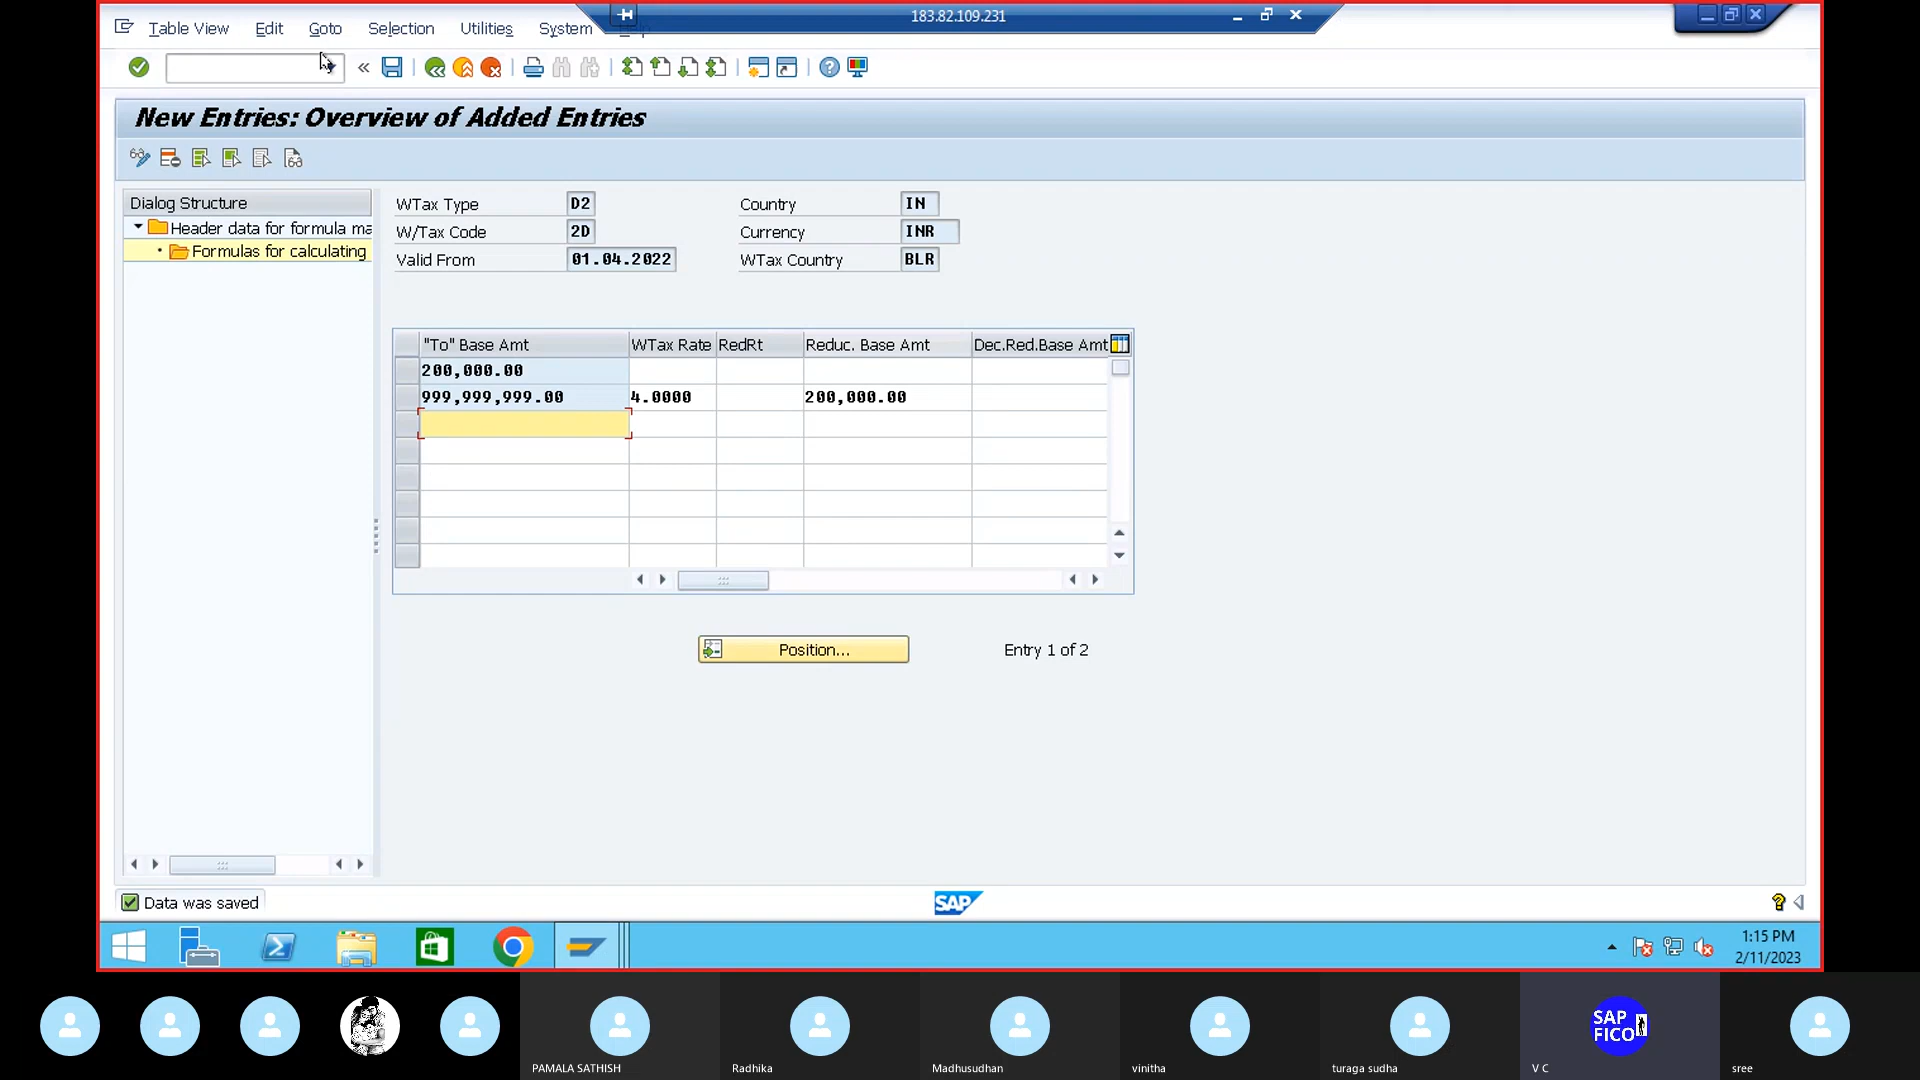 183.82.109.231
Table View Edit Goto Selection Utilities System
New Entries: Overview of Added Entries
Dialog Structure
Header data for formula ma
Formulas for calculating
WTax Type D2 Country IN
W/Tax Code 2D Currency INR
Valid From 01.04.2022 WTax Country BLR
"To" Base Amt WTax Rate RedRt Reduc. Base Amt Dec.Red.Base Amt
200,000.00
999,999,999.00 4.0000 200,000.00
Position... Entry 1 of 2
Data was saved
SAP
1:15 PM
2/11/2023
SAP
FICO
PAMALA SATHISH Radhika Madhusudhan vinitha turaga sudha V C sree